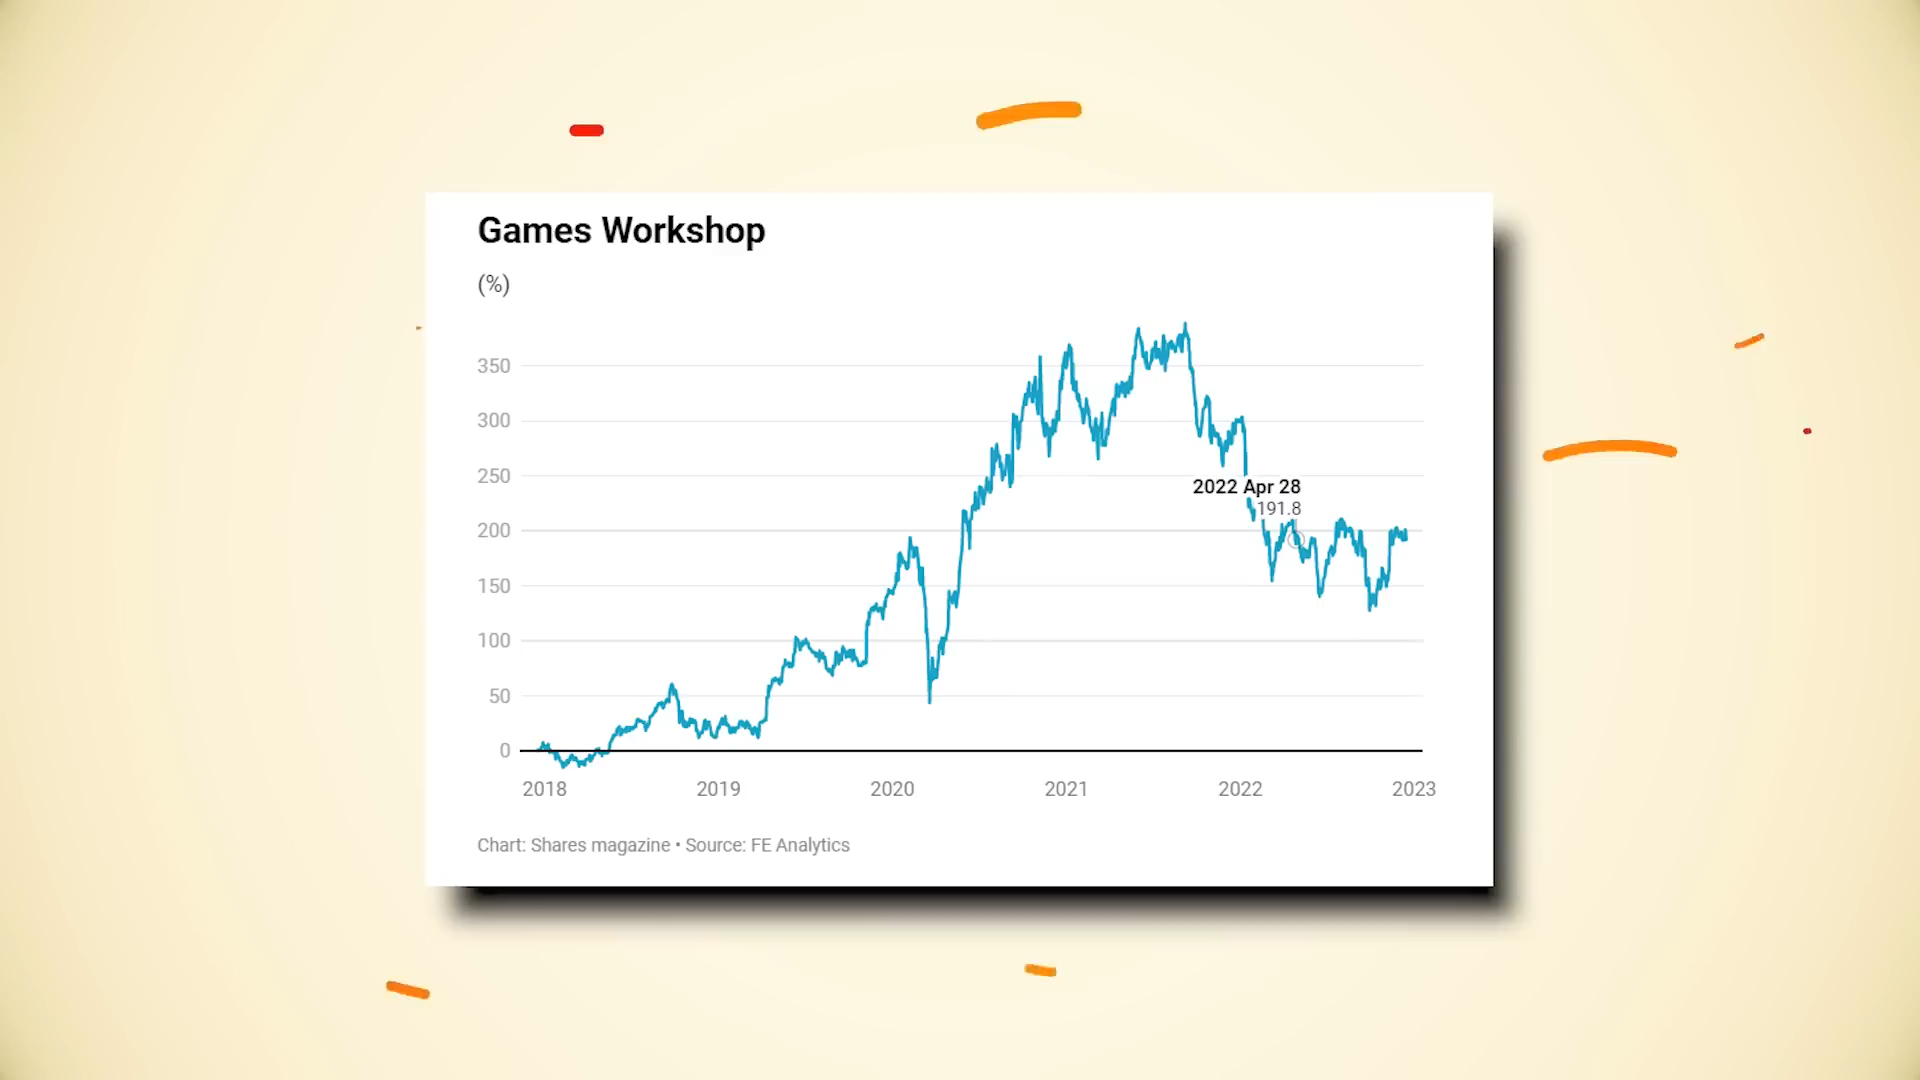 Games Workshop
(%)
350
300
250
2022 Apr 28
191.8
200
150
100
50
0
2018 2019 2020 2021 2022 2023
Chart: Shares magazine • Source: FE Analytics